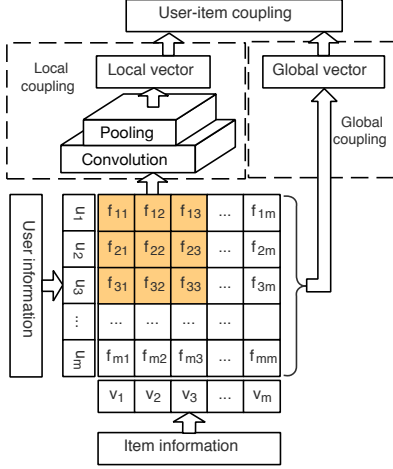 User-item coupling
Local coupling
Local vector
Global vector
Pooling
Convolution
Global coupling
User information
u1 f11 f12 f13 ... f1m
u2 f21 f22 f23 ... f2m
u3 f31 f32 f33 ... f3m
... ... ... ...
um fm1 fm2 fm3 ... fmm
v1 v2 v3 ... vm
Item information